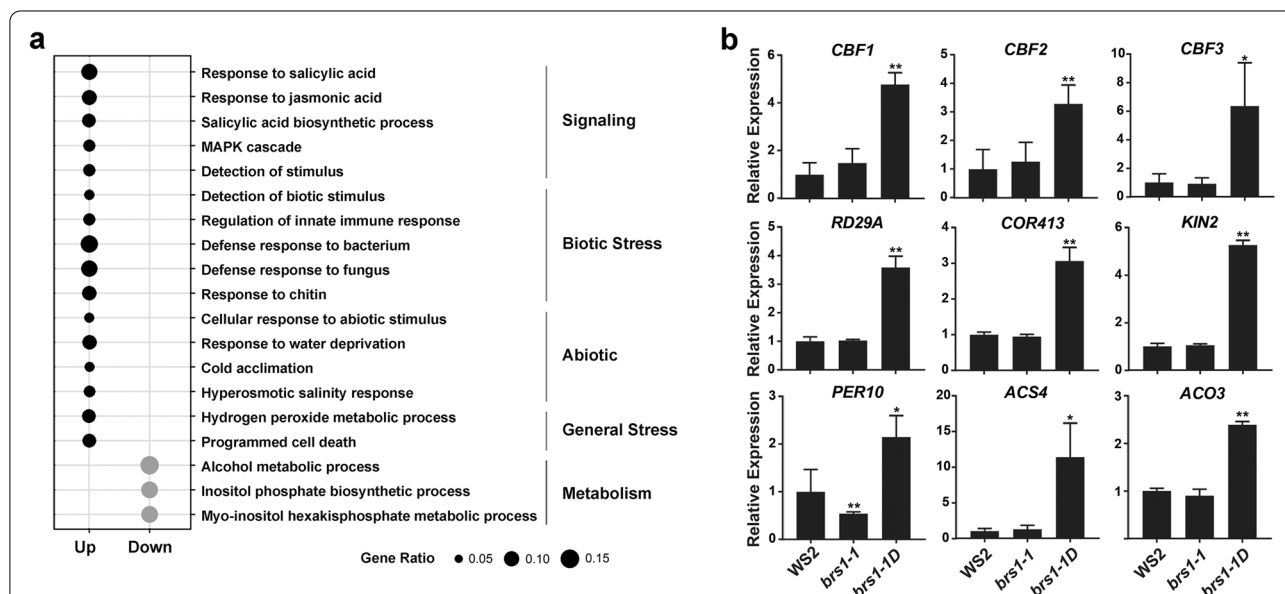 a
Response to salicylic acid
Response to jasmonic acid
Salicylic acid biosynthetic process
MAPK cascade
Detection of stimulus
Signaling
Detection of biotic stimulus
Regulation of innate immune response
Defense response to bacterium
Defense response to fungus
Response to chitin
Biotic Stress
Cellular response to abiotic stimulus
Response to water deprivation
Cold acclimation
Hyperosmotic salinity response
Abiotic
Hydrogen peroxide metabolic process
Programmed cell death
General Stress
Alcohol metabolic process
Inositol phosphate biosynthetic process
Myo-inositol hexakisphosphate metabolic process
Metabolism
Up Down
Gene Ratio 0.05 0.10 0.15
b
Relative Expression
CBF1
6
4
2
0
**
CBF2
5
4
3
2
1
0
**
CBF3
10
8
6
4
2
0
*
Relative Expression
RD29A
5
4
3
2
1
0
**
COR413
4
3
2
1
0
**
KIN2
6
4
2
0
**
Relative Expression
PER10
3
2
1
0
**
*
WS2 brs1-1 brs1-1D
ACS4
20
15
10
5
0
*
WS2 brs1-1 brs1-1D
ACO3
3
2
1
0
**
WS2 brs1-1 brs1-1D